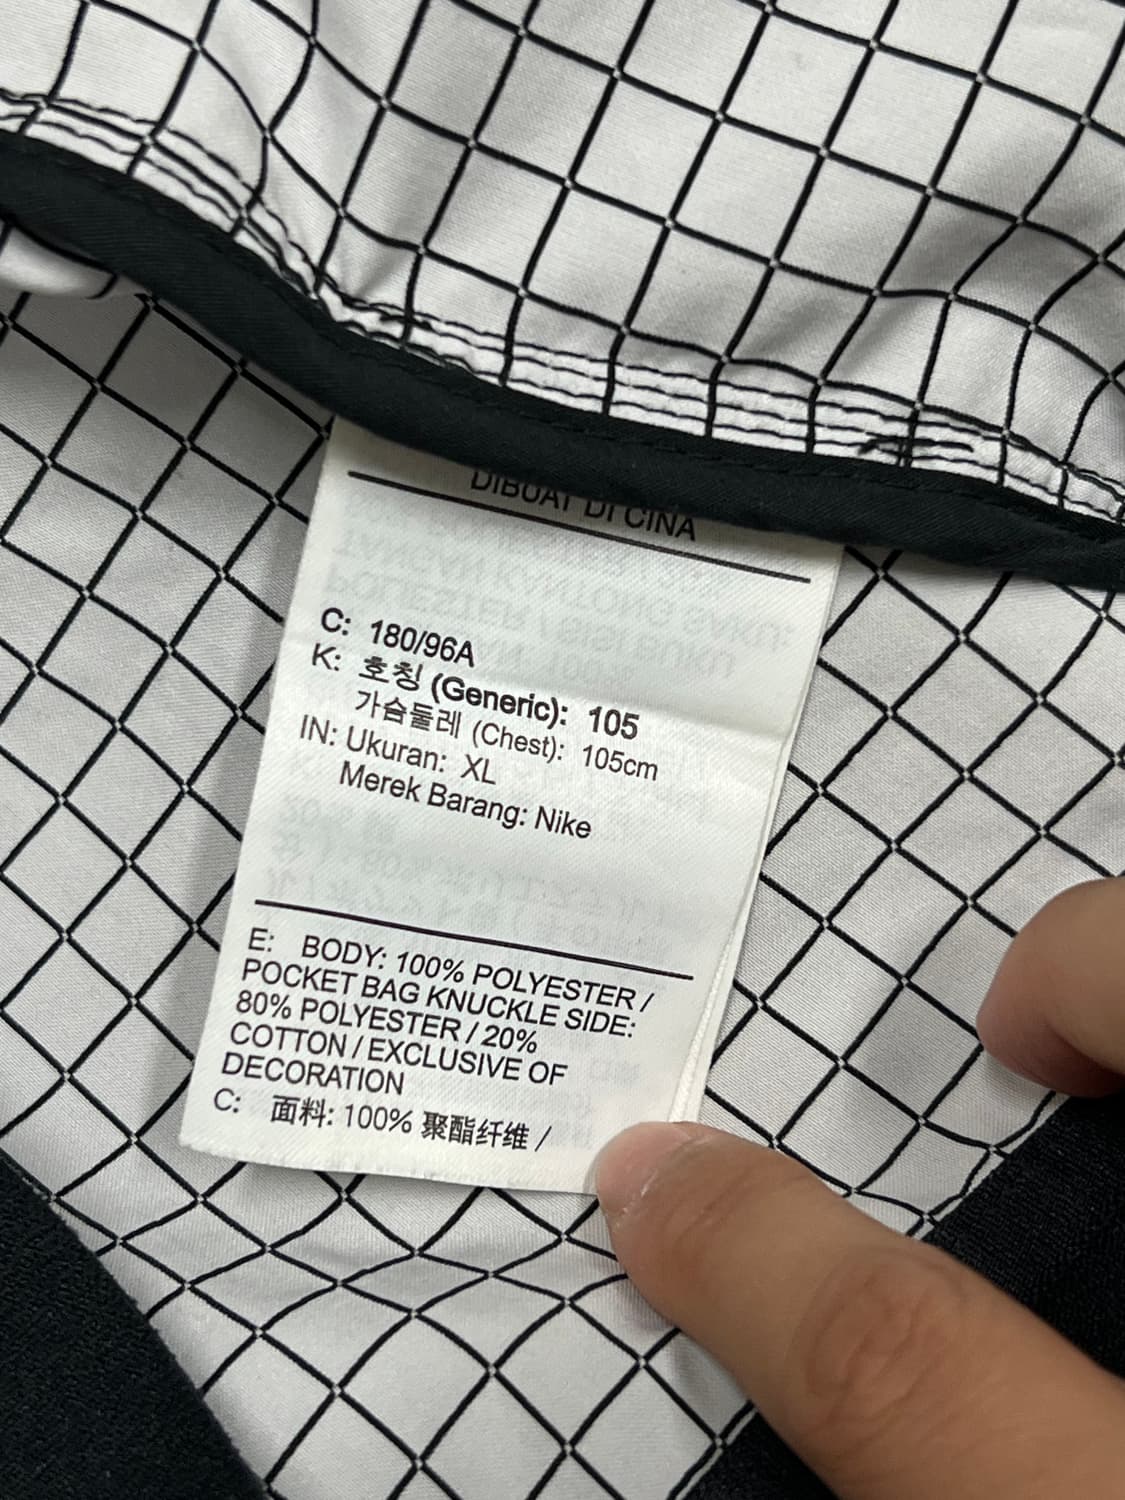 DIBUAT DI CINA
C: 180/96A
K: 호칭 (Generic): 105
가슴둘레 (Chest): 105cm
IN: Ukuran: XL
Merek Barang: Nike
E: BODY: 100% POLYESTER /
POCKET BAG KNUCKLE SIDE:
80% POLYESTER / 20%
COTTON / EXCLUSIVE OF
DECORATION
C: 面料: 100% 聚酯纤维 /